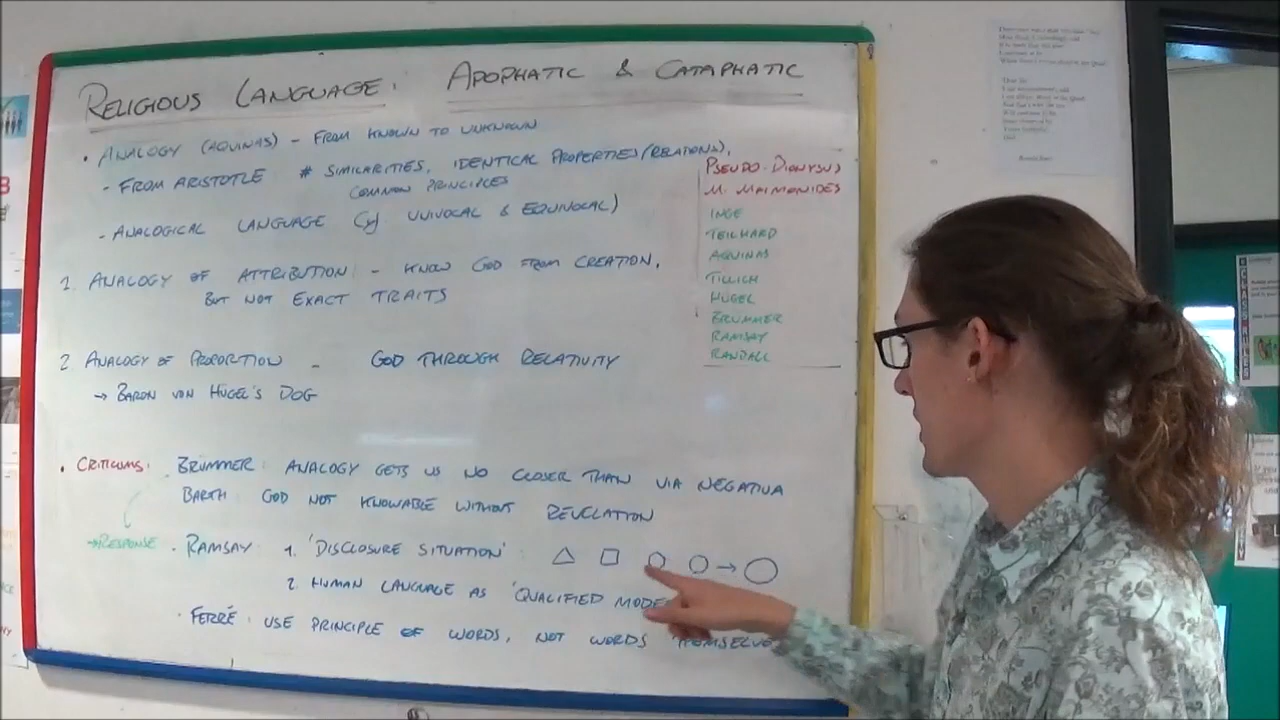 RELIGIOUS LANGUAGE: APOPHATIC & CATAPHATIC
• ANALOGY (AQUINAS) - FROM KNOWN TO UNKNOWN
- FROM ARISTOTLE # SIMILARITIES, IDENTICAL PROPERTIES/(RELATIONS),
COMMON PRINCIPLES
- ANALOGICAL LANGUAGE UNIVOCAL & EQUIVOCAL)
1. ANALOGY OF ATTRIBUTION - KNOW GOD FROM CREATION,
BUT NOT EXACT TRAITS
2 ANALOGY OF PROPORTION - GOD THROUGH RELATIVITY
→ BARON VON HUGEL'S DOG
PSEUDO-DIONYSUS
M. MAIMONIDES
INGE
TEILHARD
AQUINAS
TILLICH
HUGEL
BRUMMER
RAMSAY
RANDALL
• CRITICISMS: BRUMMER: ANALOGY GETS US NO CLOSER THAN VIA NEGATIVA
BARTH: GOD NOT KNOWABLE WITHOUT REVELATION
→RESPONSE • RAMSAY 1. 'DISCLOSURE SITUATION' →
2. HUMAN LANGUAGE AS 'QUALIFIED MODE
• FERRÉ: USE PRINCIPLE OF WORDS, NOT WORDS THEMSELVE